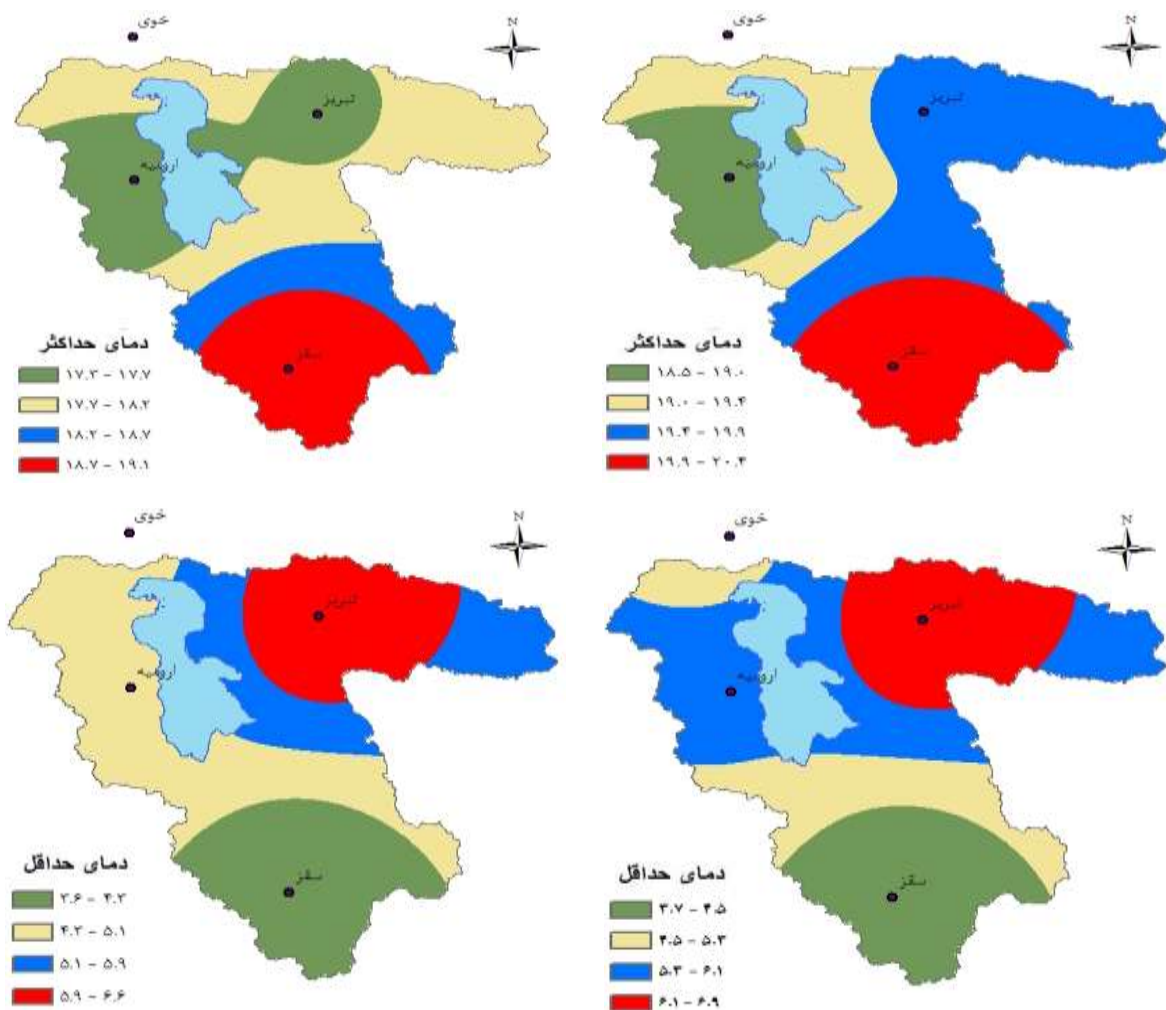 خوی
N
تبریز
ارومیه
سقز
دمای حداکثر
۱۷.۳ - ۱۷.۷
۱۷.۷ - ۱۸.۲
۱۸.۲ - ۱۸.۷
۱۸.۷ - ۱۹.۱
خوی
N
تبریز
ارومیه
سقز
دمای حداکثر
۱۸.۵ - ۱۹.۰
۱۹.۰ - ۱۹.۴
۱۹.۴ - ۱۹.۹
۱۹.۹ - ۲۰.۴
خوی
N
تبریز
ارومیه
سقز
دمای حداقل
۳.۶ - ۴.۳
۴.۳ - ۵.۱
۵.۱ - ۵.۹
۵.۹ - ۶.۶
خوی
N
تبریز
ارومیه
سقز
دمای حداقل
۳.۷ - ۴.۵
۴.۵ - ۵.۳
۵.۳ - ۶.۱
۶.۱ - ۶.۹